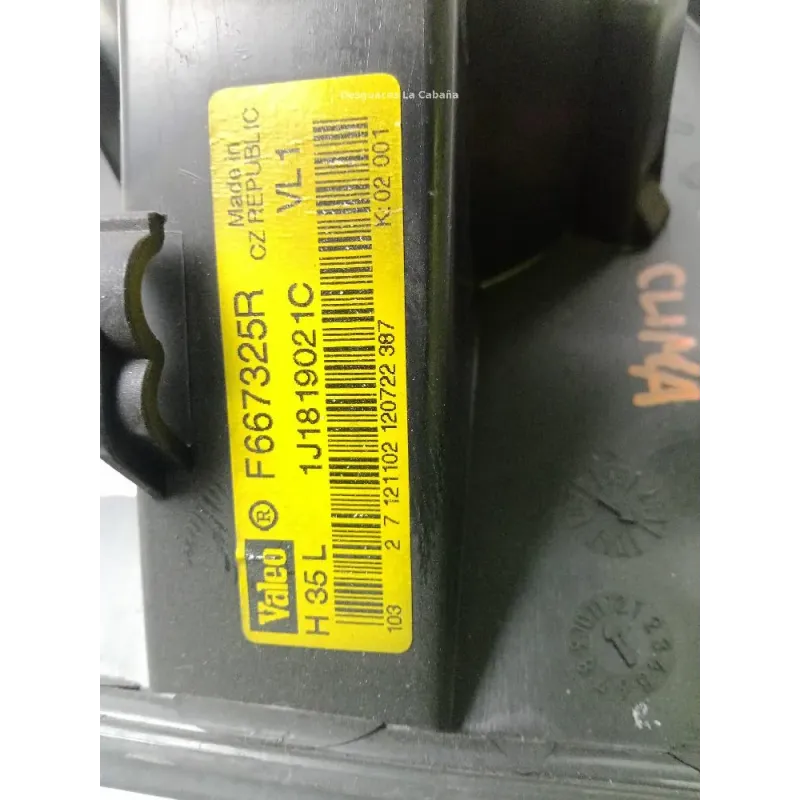 Desguaces La Cabaña
Valeo ® F667325R Made in
CZ REPUBLIC
H 35 L 1J1819021C VL 1
103 2 7 121102 120722 387 K: 02 001
CLIMA